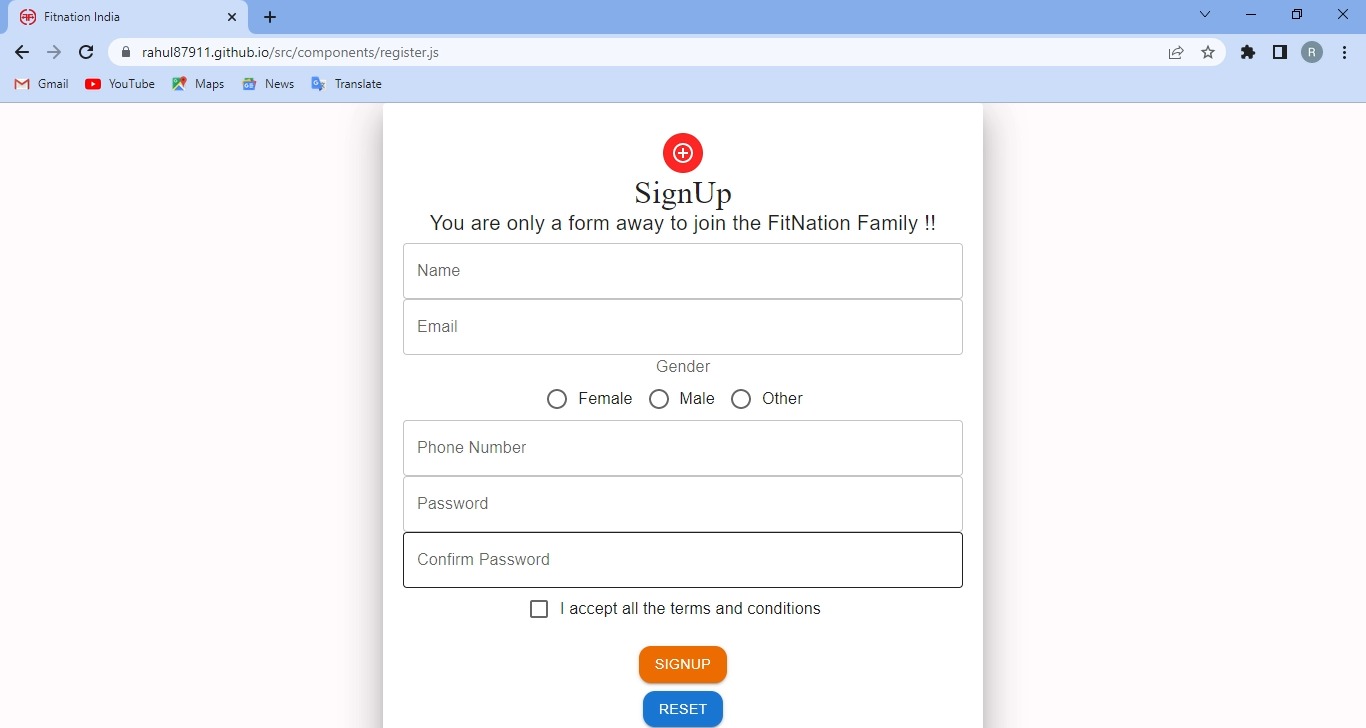 Fitnation India
rahul87911.github.io/src/components/register.js
R
Gmail YouTube Maps News Translate
SignUp
You are only a form away to join the FitNation Family !!
Name
Email
Gender
Female Male Other
Phone Number
Password
Confirm Password
I accept all the terms and conditions
SIGNUP
RESET